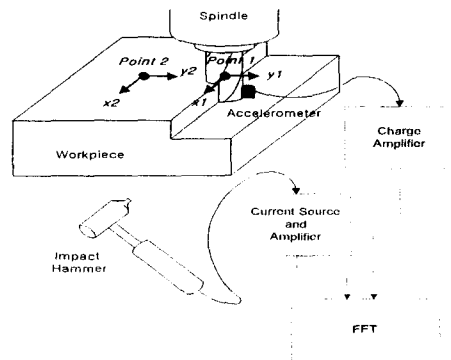 Spindle
Point 2
y2
x2
Point 1
y1
x1
Accelerometer
Workpiece
Charge
Amplifier
Current Source
and
Amplifier
Impact
Hammer
FFT